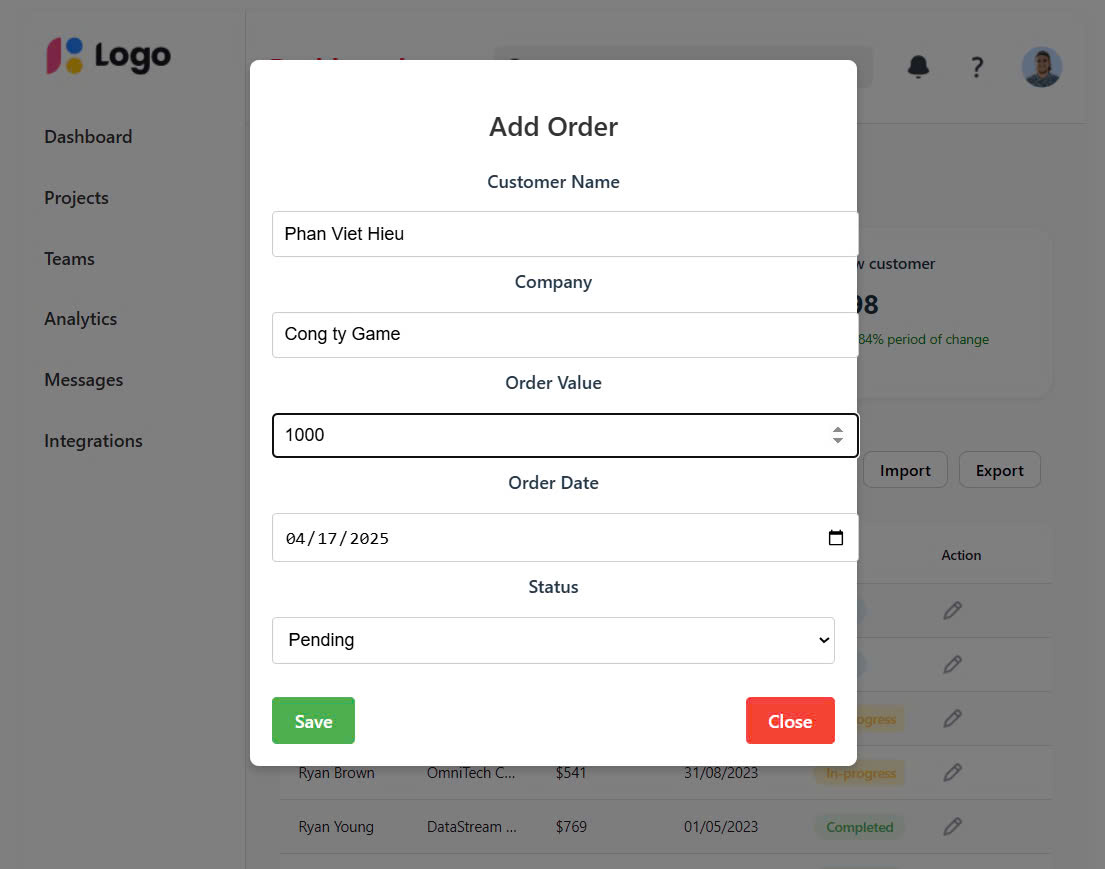 Logo
?
Dashboard
Projects
Teams
Analytics
Messages
Integrations
Add Order
Customer Name
Phan Viet Hieu
Company
Cong ty Game
Order Value
1000
Order Date
04/17/2025
Status
Pending
Save
Close
customer
98
84% period of change
Import
Export
Action
In-progress
Ryan Brown
OmniTech C...
$541
31/08/2023
Ryan Young
DataStream ...
$769
01/05/2023
Completed